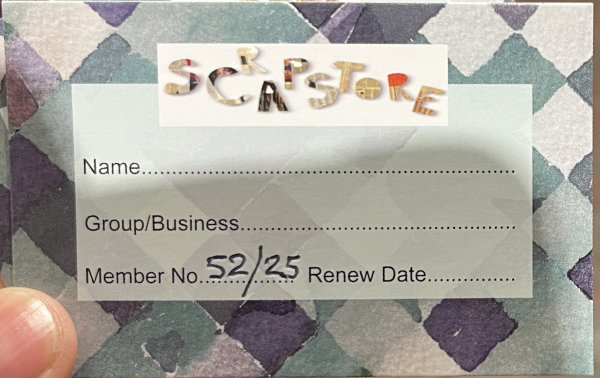 SCRAPSTORE
Name..................................................................
Group/Business................................................
Member No. 52/25 Renew Date...............